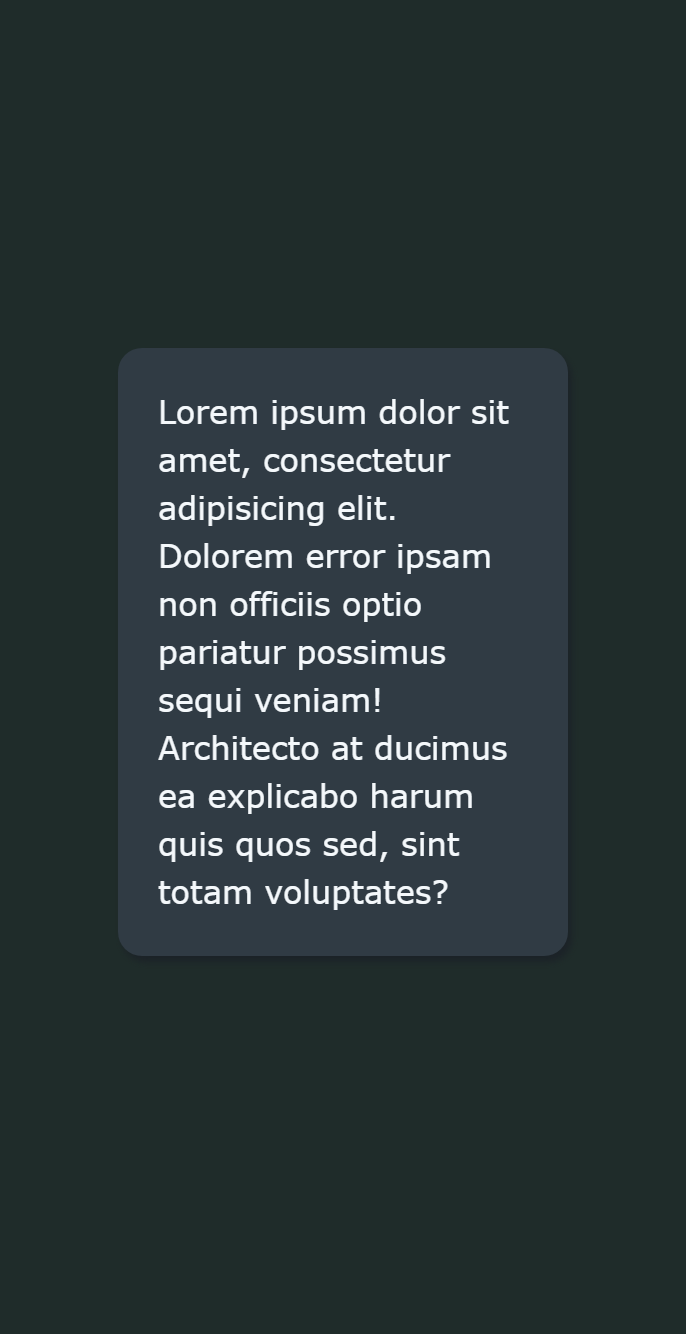 Lorem ipsum dolor sit
amet, consectetur
adipisicing elit.
Dolorem error ipsam
non officiis optio
pariatur possimus
sequi veniam!
Architecto at ducimus
ea explicabo harum
quis quos sed, sint
totam voluptates?